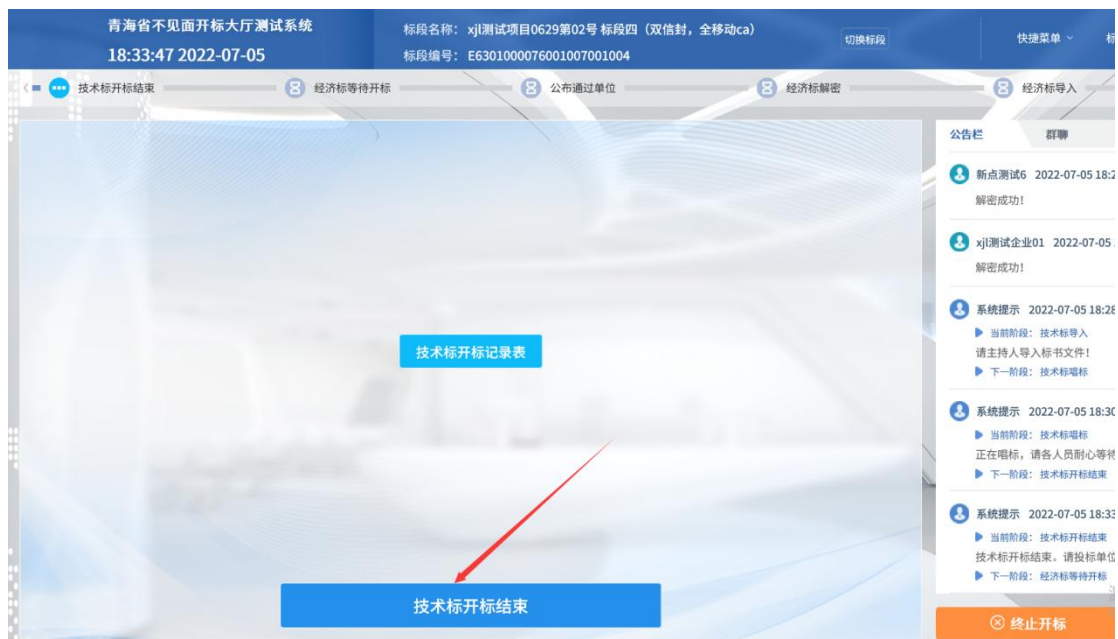 青海省不见面开标大厅测试系统
18:33:47 2022-07-05
标段名称： xjl测试项目0629第02号 标段四（双信封，全移动ca）
标段编号： E6301000076001007001004
切换标段
快捷菜单
标
技术标开标结束
经济标等待开标
公布通过单位
经济标解密
经济标导入
技术标开标记录表
技术标开标结束
公告栏
群聊
新点测试6 2022-07-05 18:2
解密成功！
xjl测试企业01 2022-07-05
解密成功！
系统提示 2022-07-05 18:28
当前阶段： 技术标导入
请主持人导入标书文件！
下一阶段： 技术标唱标
系统提示 2022-07-05 18:30
当前阶段： 技术标唱标
正在唱标，请各人员耐心等待
下一阶段： 技术标开标结束
系统提示 2022-07-05 18:33
当前阶段： 技术标开标结束
技术标开标结束。请投标单位
下一阶段： 经济标等待开标
终止开标